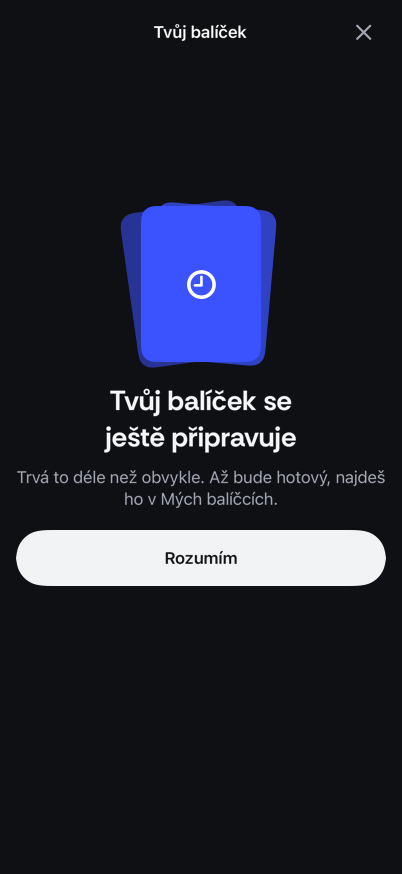 Tvůj balíček
Tvůj balíček se
ještě připravuje
Trvá to déle než obvykle. Až bude hotový, najdeš
ho v Mých balíčcích.
Rozumím